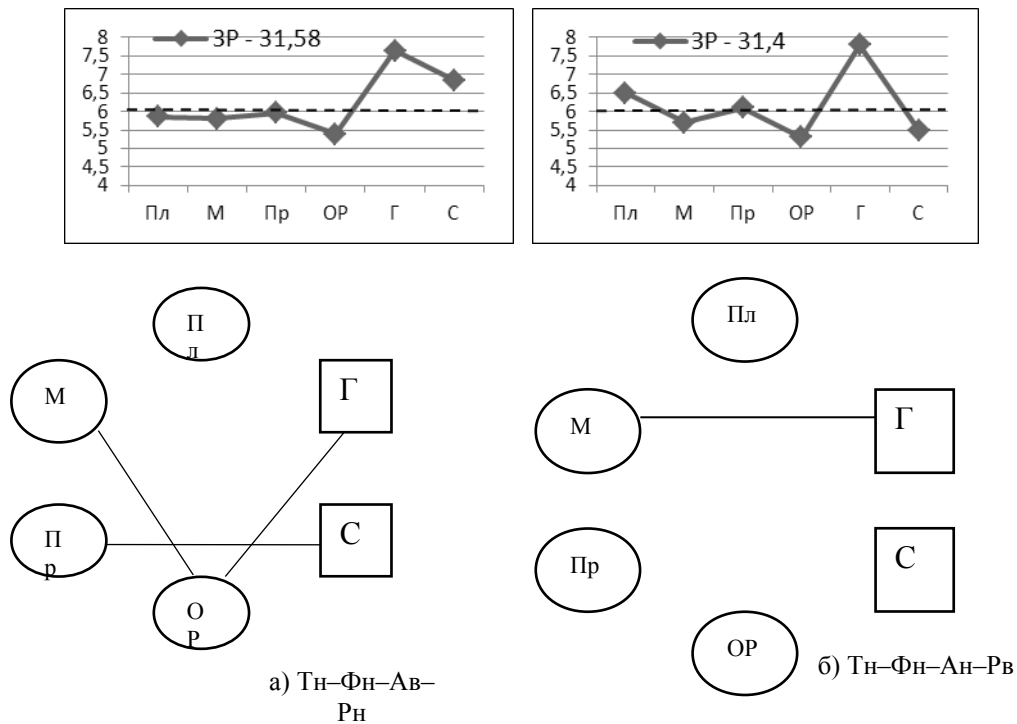 ЗР - 31,58
8
7,5
7
6,5
6
5,5
5
4,5
4
Пл М Пр ОР Г С
ЗР - 31,4
8
7,5
7
6,5
6
5,5
5
4,5
4
Пл М Пр ОР Г С
П
л
М
Г
П
р
С
О
Р
а) Тн–Фн–Ав–
Рн
Пл
М
Г
Пр
С
ОР
б) Тн–Фн–Ан–Рв